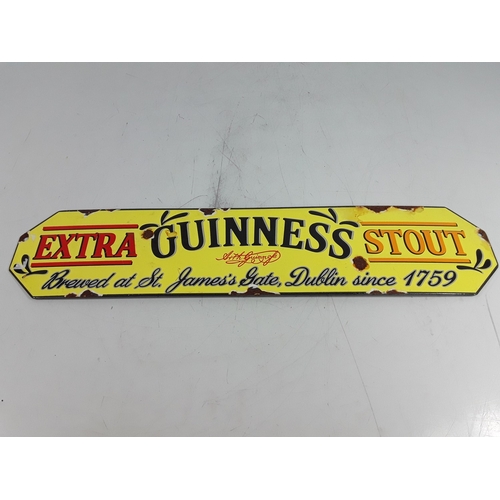 EXTRA GUINNESS STOUT
Brewed at St. James's Gate, Dublin since 1759